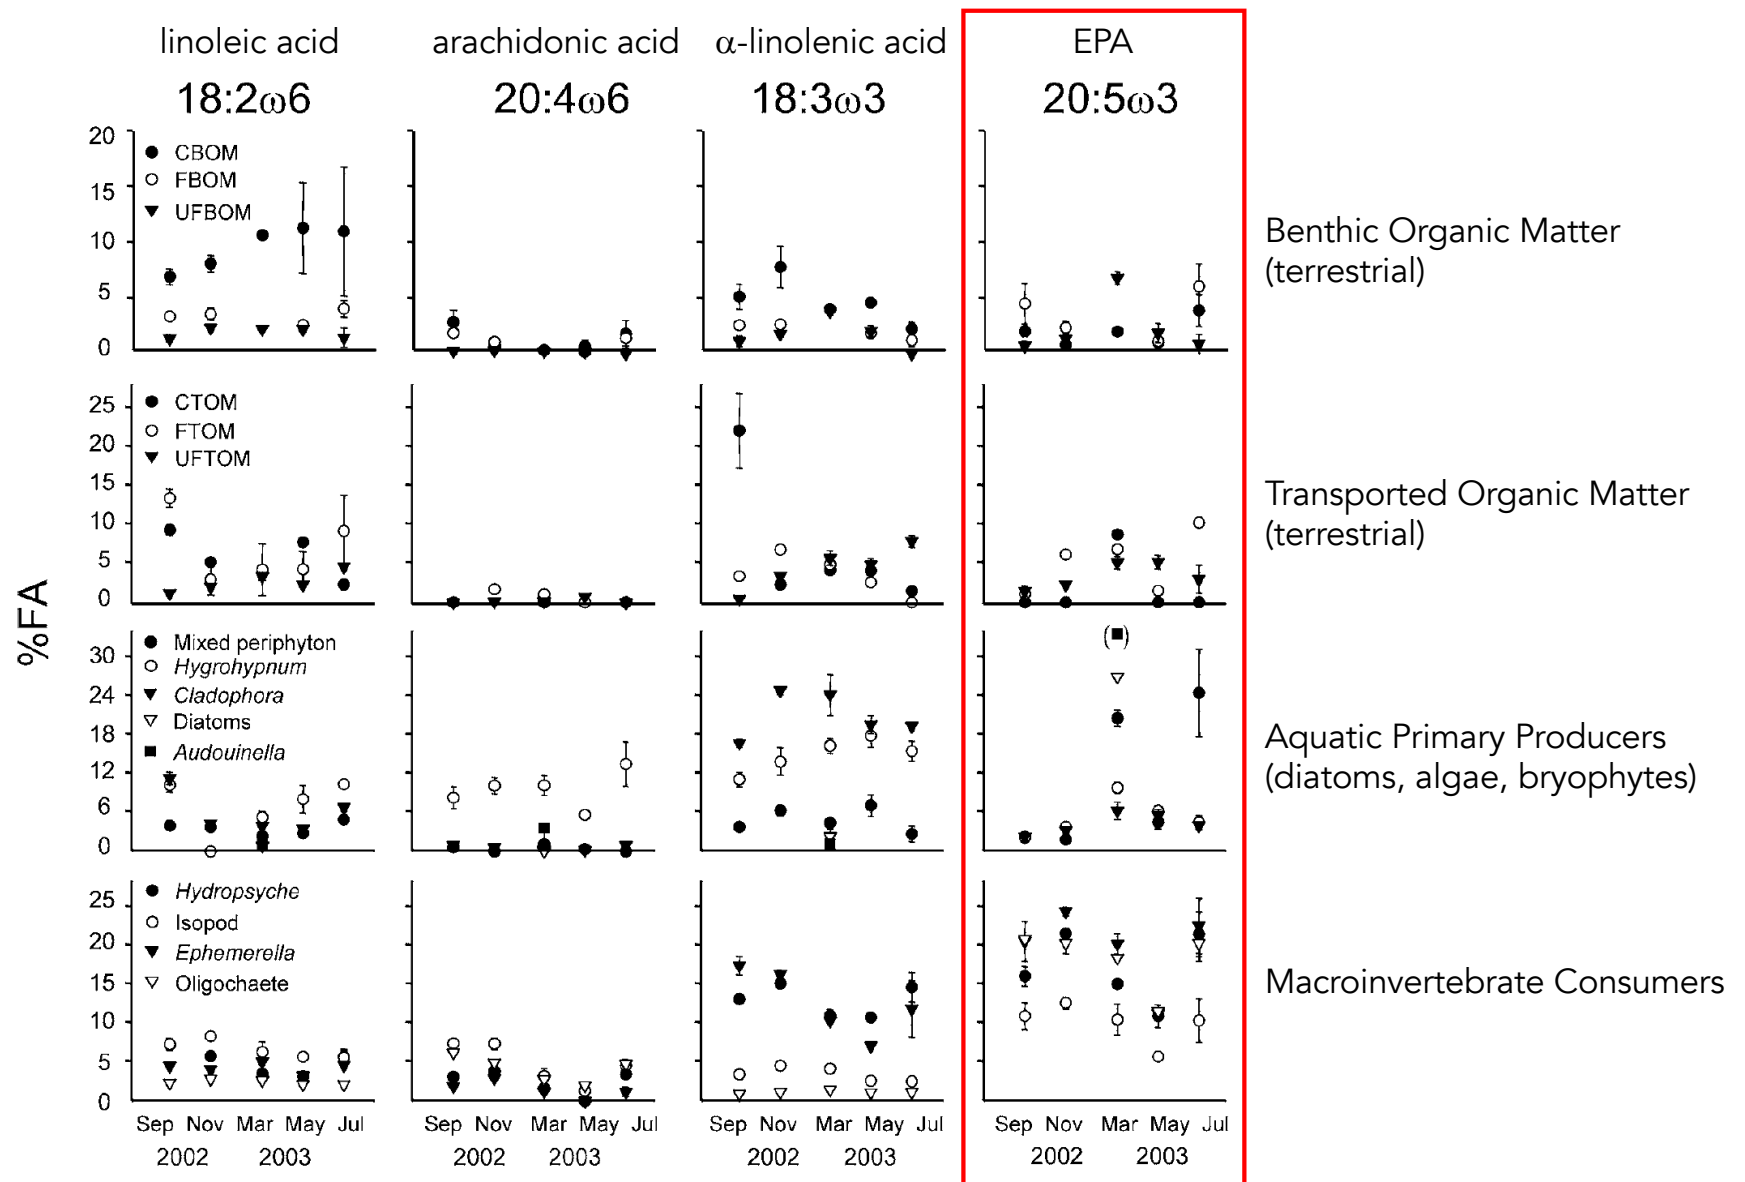 linoleic acid
arachidonic acid
α-linolenic acid
EPA
18:2ω6
20:4ω6
18:3ω3
20:5ω3
%FA
20
15
10
5
0
CBOM
FBOM
UFBOM
Benthic Organic Matter
(terrestrial)
25
20
15
10
5
0
CTOM
FTOM
UFTOM
Transported Organic Matter
(terrestrial)
30
24
18
12
6
0
Mixed periphyton
Hygrohypnum
Cladophora
Diatoms
Audouinella
( )
Aquatic Primary Producers
(diatoms, algae, bryophytes)
25
20
15
10
5
0
Hydropsyche
Isopod
Ephemerella
Oligochaete
Macroinvertebrate Consumers
Sep Nov Mar May Jul
2002 2003
Sep Nov Mar May Jul
2002 2003
Sep Nov Mar May Jul
2002 2003
Sep Nov Mar May Jul
2002 2003